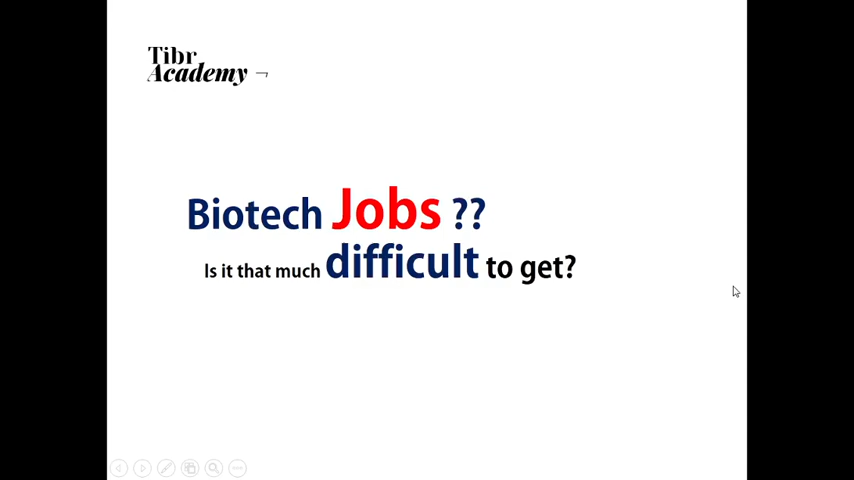 Tibr
Academy ¬
Biotech Jobs ??
Is it that much difficult to get?